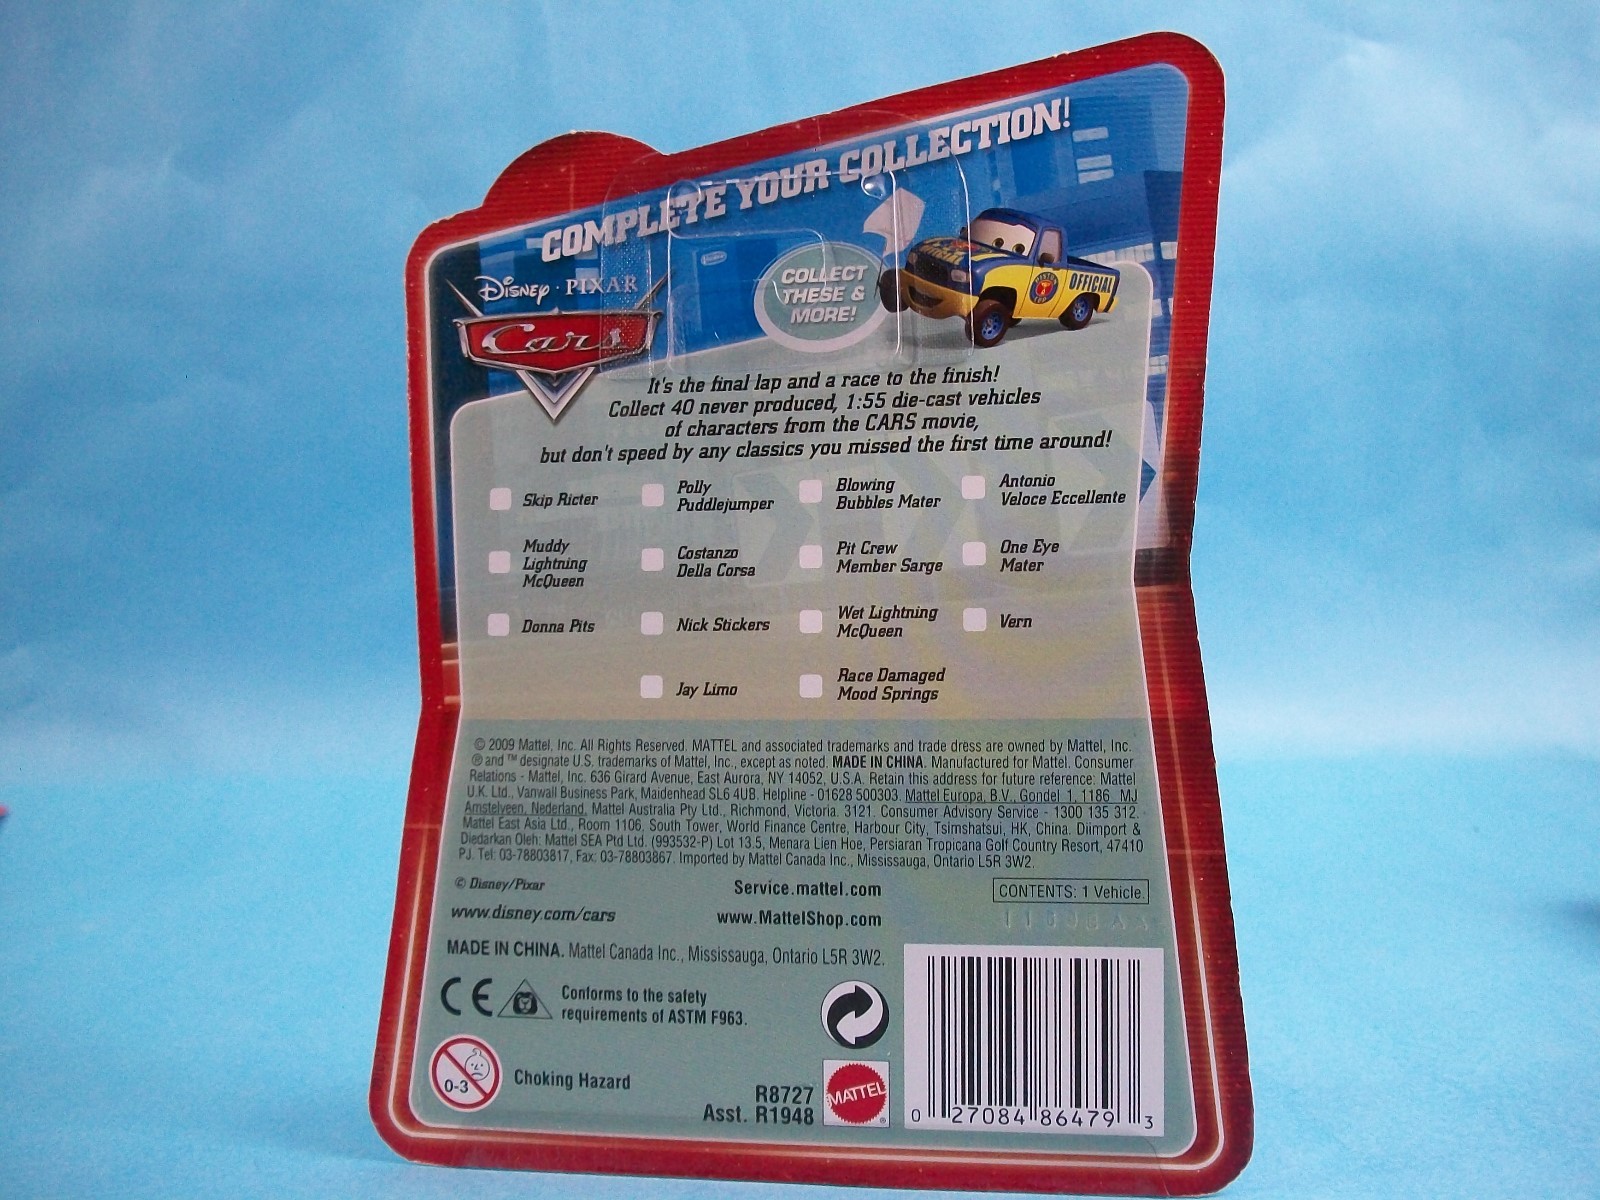 COMPLETE YOUR COLLECTION!
Disney · PIXAR
Cars
COLLECT
THESE &
MORE!
OFFICIAL
It's the final lap and a race to the finish!
Collect 40 never produced, 1:55 die-cast vehicles
of characters from the CARS movie,
but don't speed by any classics you missed the first time around!
Skip Ricter
Polly
Puddlejumper
Blowing
Bubbles Mater
Antonio
Veloce Eccellente
Muddy
Lightning
McQueen
Costanzo
Della Corsa
Pit Crew
Member Sarge
One Eye
Mater
Donna Pits
Nick Stickers
Wet Lightning
McQueen
Vern
Jay Limo
Race Damaged
Mood Springs
© 2009 Mattel, Inc. All Rights Reserved. MATTEL and associated trademarks and trade dress are owned by Mattel, Inc.
® and ™ designate U.S. trademarks of Mattel, Inc., except as noted. MADE IN CHINA. Manufactured for Mattel. Consumer
Relations - Mattel, Inc. 636 Girard Avenue, East Aurora, NY 14052, U.S.A. Retain this address for future reference: Mattel
U.K. Ltd., Vanwall Business Park, Maidenhead SL6 4UB. Helpline - 01628 500303. Mattel Europa, B.V., Gondel 1, 1186 MJ
Amstelveen, Nederland. Mattel Australia Pty Ltd., Richmond, Victoria. 3121. Consumer Advisory Service - 1300 135 312.
Mattel East Asia Ltd., Room 1106, South Tower, World Finance Centre, Harbour City, Tsimshatsui, HK, China. Diimport &
Diedarkan Oleh: Mattel SEA Ptd Ltd. (993532-P) Lot 13.5, Menara Lien Hoe, Persiaran Tropicana Golf Country Resort, 47410
PJ. Tel: 03-78803817, Fax: 03-78803867. Imported by Mattel Canada Inc., Mississauga, Ontario L5R 3W2.
© Disney/Pixar
Service.mattel.com
CONTENTS: 1 Vehicle.
www.disney.com/cars
www.MattelShop.com
MADE IN CHINA. Mattel Canada Inc., Mississauga, Ontario L5R 3W2.
CE
Conforms to the safety
requirements of ASTM F963.
0-3
Choking Hazard
R8727
Asst. R1948
MATTEL
0 27084 86479 3